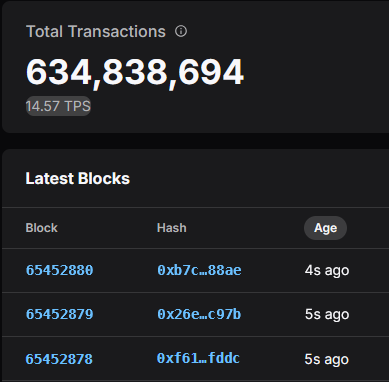 Total Transactions
634,838,694
14.57 TPS
Latest Blocks
Block Hash Age
65452880 0xb7c…88ae 4s ago
65452879 0x26e…c97b 5s ago
65452878 0xf61…fddc 5s ago